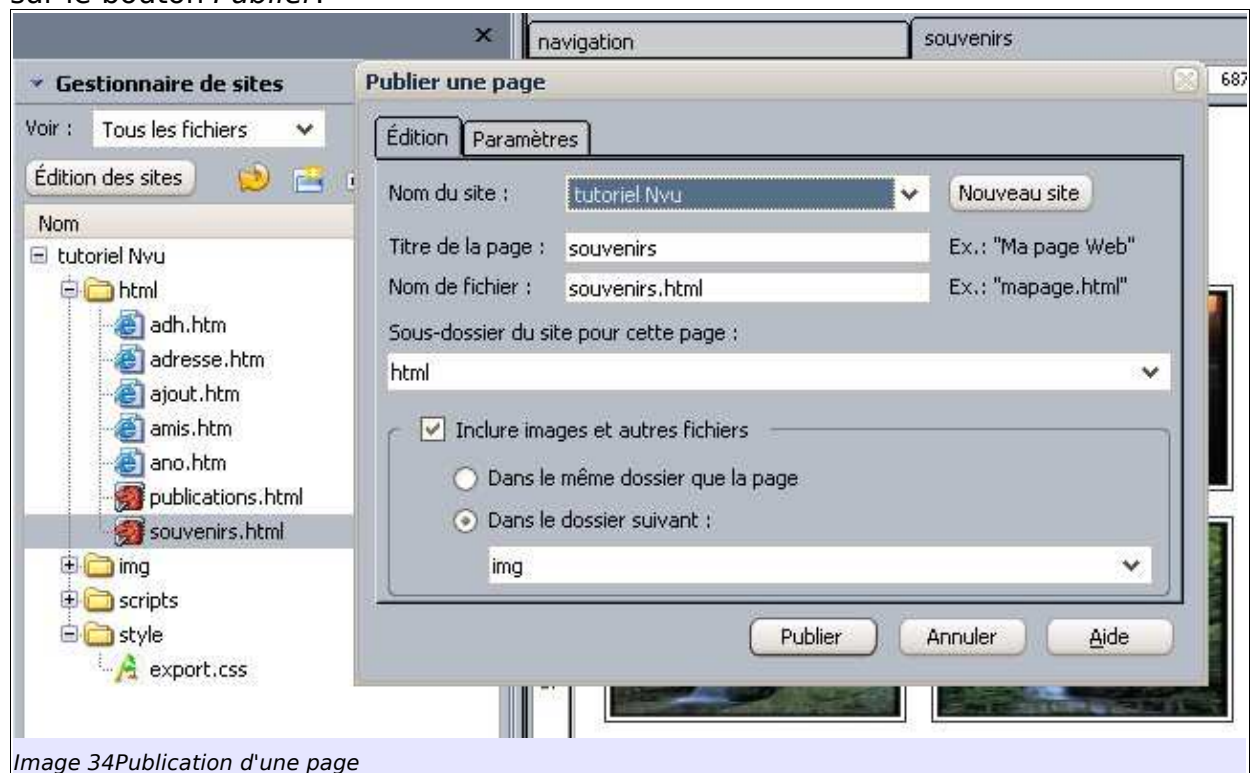 sur le bouton Publier.
navigation
souvenirs
Gestionnaire de sites
Publier une page
687
Voir : Tous les fichiers
Édition Paramètres
Édition des sites
Nom du site : tutoriel Nvu Nouveau site
Nom
Titre de la page : souvenirs Ex.: "Ma page Web"
tutoriel Nvu
Nom de fichier : souvenirs.html Ex.: "mapage.html"
html
adh.htm
Sous-dossier du site pour cette page :
adresse.htm
html
ajout.htm
amis.htm
Inclure images et autres fichiers
ano.htm
Dans le même dossier que la page
publications.html
souvenirs.html
Dans le dossier suivant :
img
img
scripts
style
Publier Annuler Aide
export.css
Image 34Publication d'une page